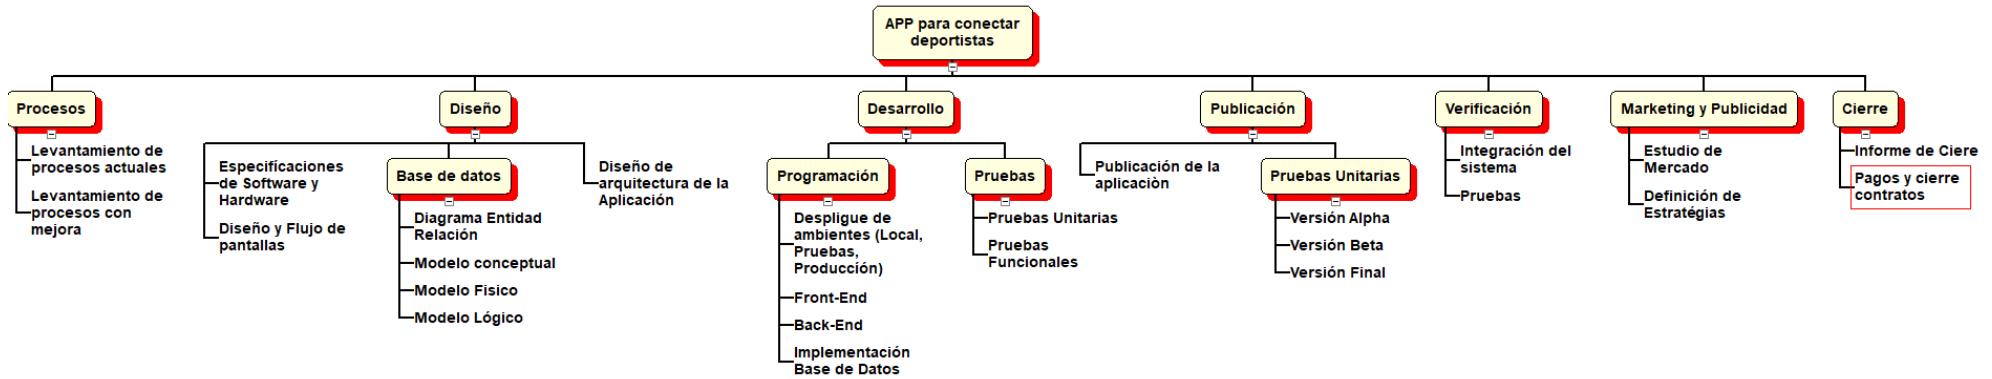 APP para conectar
deportistas
Procesos
Diseño
Desarrollo
Publicación
Verificación
Marketing y Publicidad
Cierre
Levantamiento de
procesos actuales
Levantamiento de
procesos con
mejora
Especificaciones
de Software y
Hardware
Diseño y Flujo de
pantallas
Base de datos
Diagrama Entidad
Relación
Modelo conceptual
Modelo Fisico
Modelo Lógico
Diseño de
arquitectura de la
Aplicación
Programación
Despligue de
ambientes (Local,
Pruebas,
Producción)
Front-End
Back-End
Implementación
Base de Datos
Pruebas
Pruebas Unitarias
Pruebas
Funcionales
Publicación de la
aplicaciòn
Pruebas Unitarias
Versión Alpha
Versión Beta
Versión Final
Integración del
sistema
Pruebas
Estudio de
Mercado
Definición de
Estratégias
Informe de Ciere
Pagos y cierre
contratos